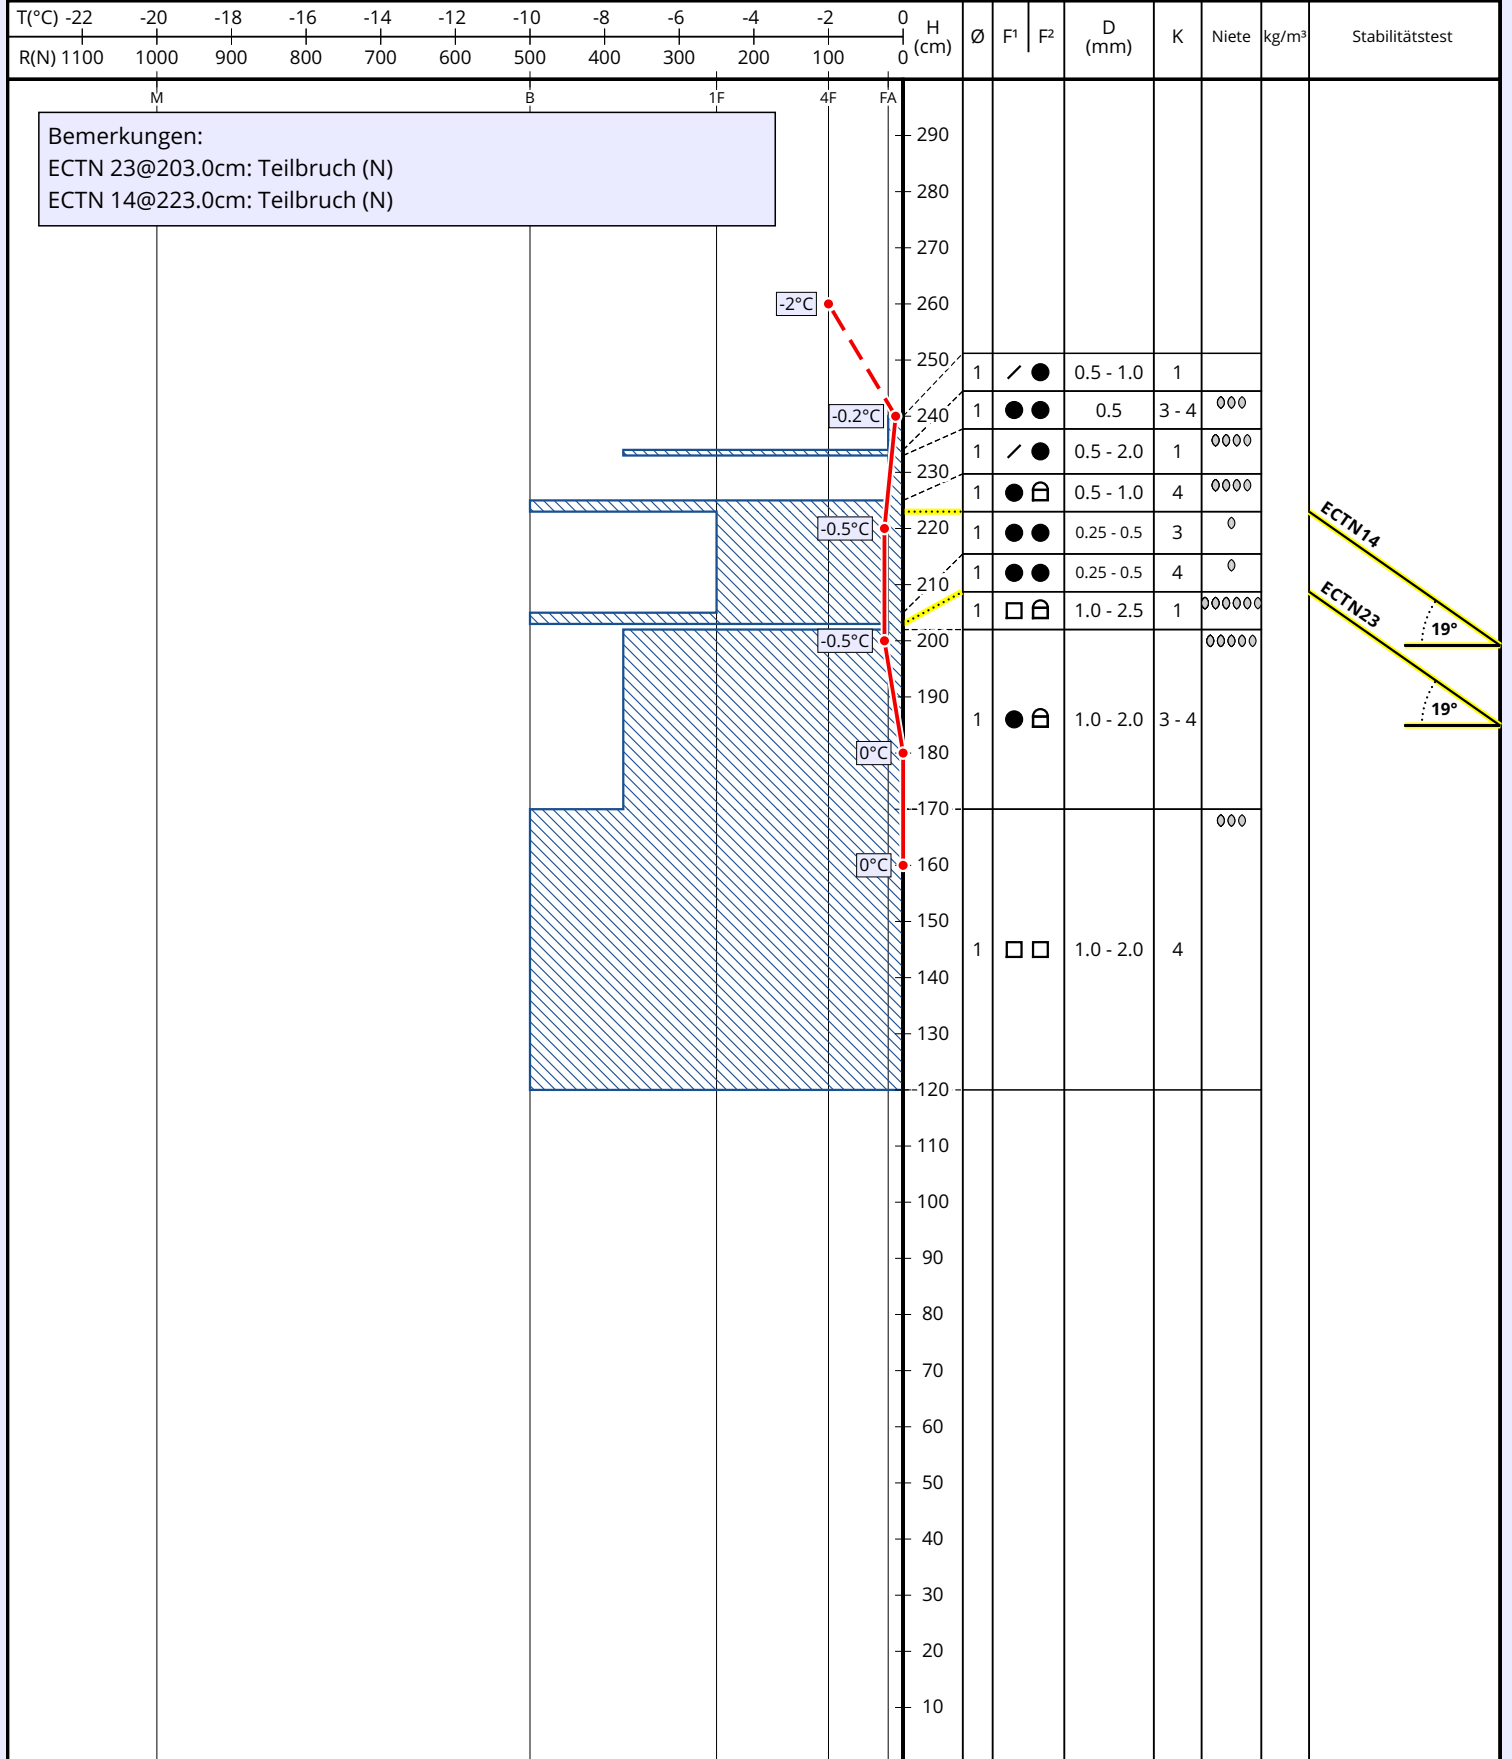 T(°C) -22 -20 -18 -16 -14 -12 -10 -8 -6 -4 -2 0
R(N) 1100 1000 900 800 700 600 500 400 300 200 100 0
H (cm) Ø F¹ F² D (mm) K Niete kg/m³ Stabilitätstest
M B 1F 4F FA
Bemerkungen:
ECTN 23@203.0cm: Teilbruch (N)
ECTN 14@223.0cm: Teilbruch (N)
290
280
270
-2°C 260
250
1 0.5 - 1.0 1
-0.2°C 240
1 0.5 3 - 4
230
1 0.5 - 2.0 1
1 0.5 - 1.0 4
-0.5°C 220
1 0.25 - 0.5 3
ECTN14
210
1 0.25 - 0.5 4
ECTN23
1 1.0 - 2.5 1
19°
-0.5°C 200
190
19°
1 1.0 - 2.0 3 - 4
0°C 180
170
0°C 160
150
1 1.0 - 2.0 4
140
130
120
110
100
90
80
70
60
50
40
30
20
10